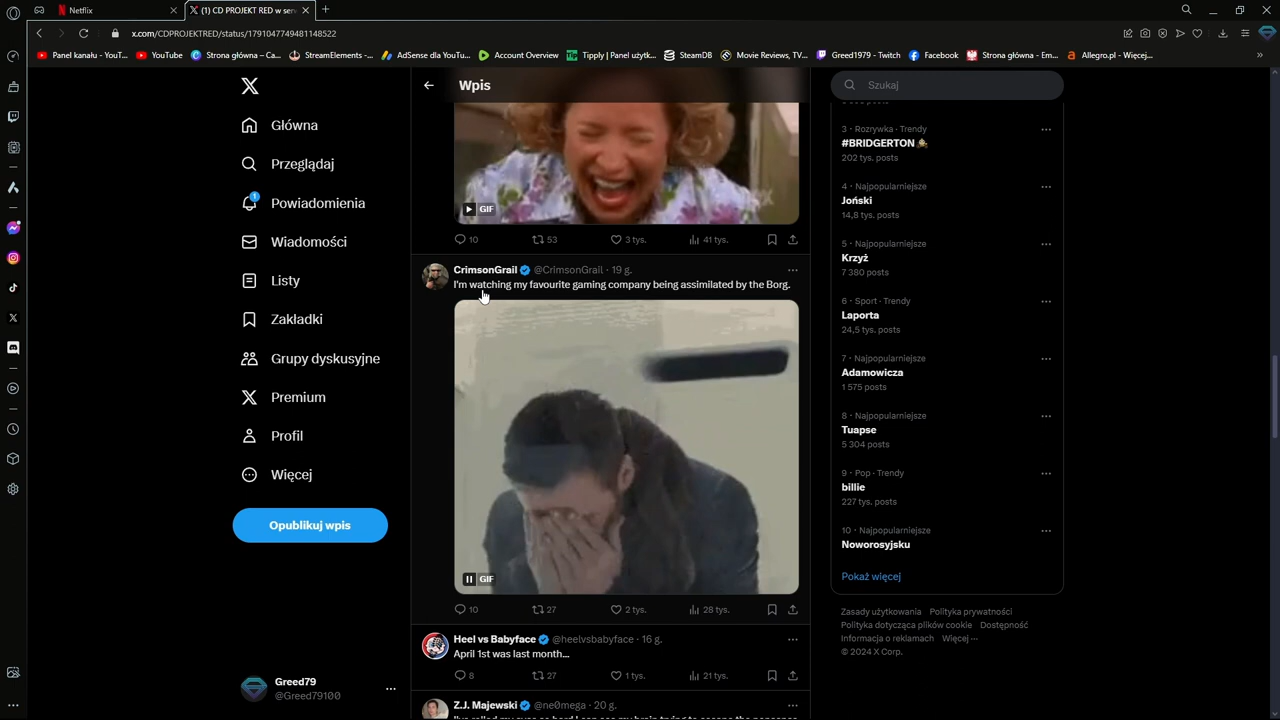 Netflix
(1) CD PROJEKT RED w serw
x.com/CDPROJEKTRED/status/1791047749481148522
Panel kanału - YouT...
YouTube
Strona główna – Ca...
StreamElements -...
AdSense dla YouTu...
Account Overview
Tipply | Panel użytk...
SteamDB
Movie Reviews, TV...
Greed1979 - Twitch
Facebook
Strona główna - Em...
Allegro.pl - Więcej...
»
Główna
Przeglądaj
1
Powiadomienia
Wiadomości
Listy
Zakładki
Grupy dyskusyjne
Premium
Profil
Więcej
Opublikuj wpis
Greed79
@Greed79100
Wpis
GIF
10 53 3 tys. 41 tys.
CrimsonGrail @CrimsonGrail · 19 g.
I'm watching my favourite gaming company being assimilated by the Borg.
GIF
10 27 2 tys. 28 tys.
Heel vs Babyface @heelvsbabyface · 16 g.
April 1st was last month...
8 27 1 tys. 21 tys.
Z.J. Majewski @ne0mega · 20 g.
Szukaj
3 · Rozrywka · Trendy
#BRIDGERTON
202 tys. posts
4 · Najpopularniejsze
Joński
14,8 tys. posts
5 · Najpopularniejsze
Krzyż
7 380 posts
6 · Sport · Trendy
Laporta
24,5 tys. posts
7 · Najpopularniejsze
Adamowicza
1 575 posts
8 · Najpopularniejsze
Tuapse
5 304 posts
9 · Pop · Trendy
billie
227 tys. posts
10 · Najpopularniejsze
Noworosyjsku
Pokaż więcej
Zasady użytkowania Polityka prywatności
Polityka dotycząca plików cookie Dostępność
Informacja o reklamach Więcej ···
© 2024 X Corp.